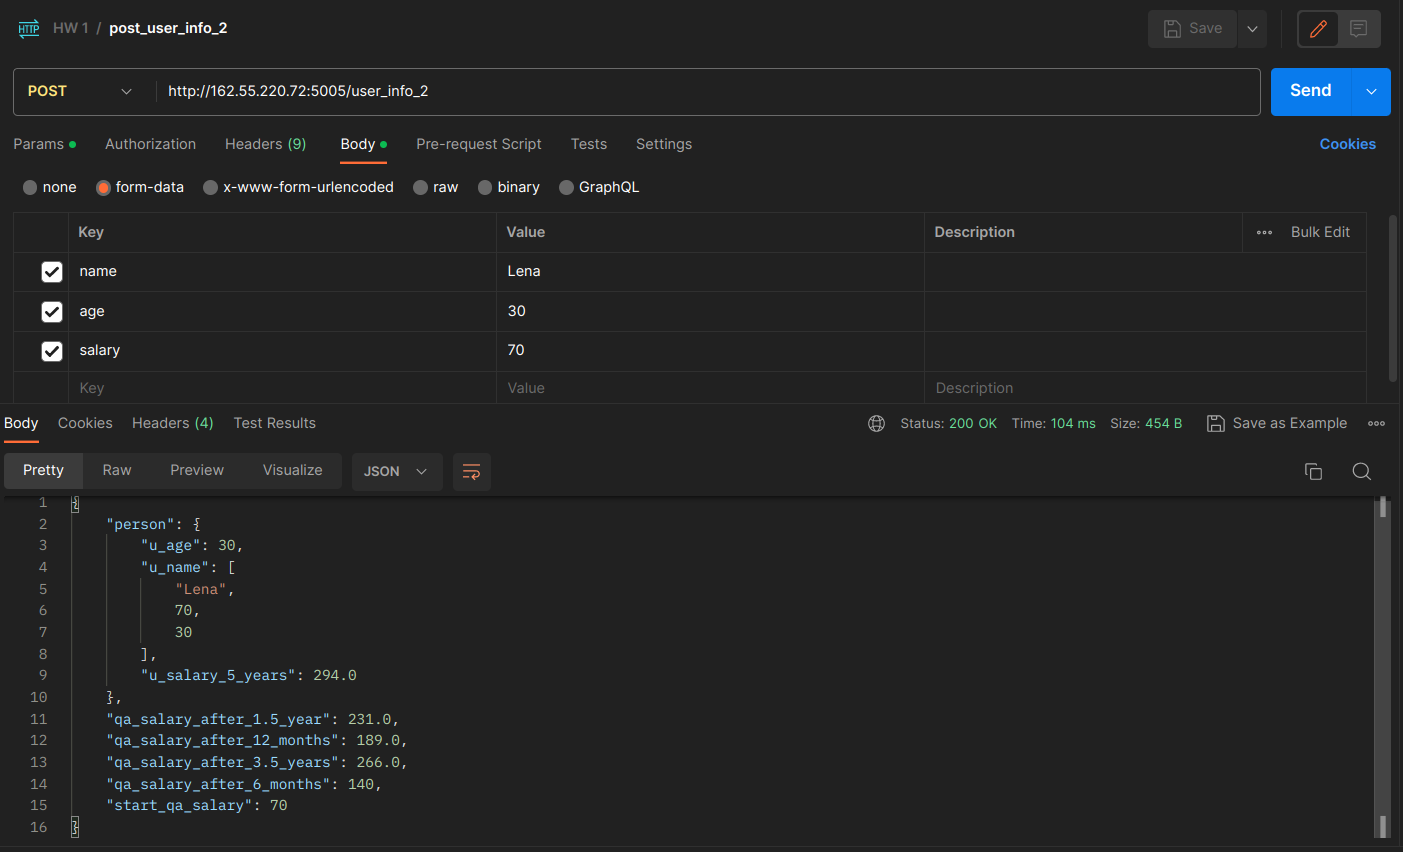 HTTP HW 1 / post_user_info_2 Save
POST http://162.55.220.72:5005/user_info_2 Send
Params Authorization Headers (9) Body Pre-request Script Tests Settings Cookies
none form-data x-www-form-urlencoded raw binary GraphQL
Key Value Description Bulk Edit
name Lena
age 30
salary 70
Key Value Description
Body Cookies Headers (4) Test Results Status: 200 OK Time: 104 ms Size: 454 B Save as Example
Pretty Raw Preview Visualize JSON
1 {
2 "person": {
3 "u_age": 30,
4 "u_name": [
5 "Lena",
6 70,
7 30
8 ],
9 "u_salary_5_years": 294.0
10 },
11 "qa_salary_after_1.5_year": 231.0,
12 "qa_salary_after_12_months": 189.0,
13 "qa_salary_after_3.5_years": 266.0,
14 "qa_salary_after_6_months": 140,
15 "start_qa_salary": 70
16 }